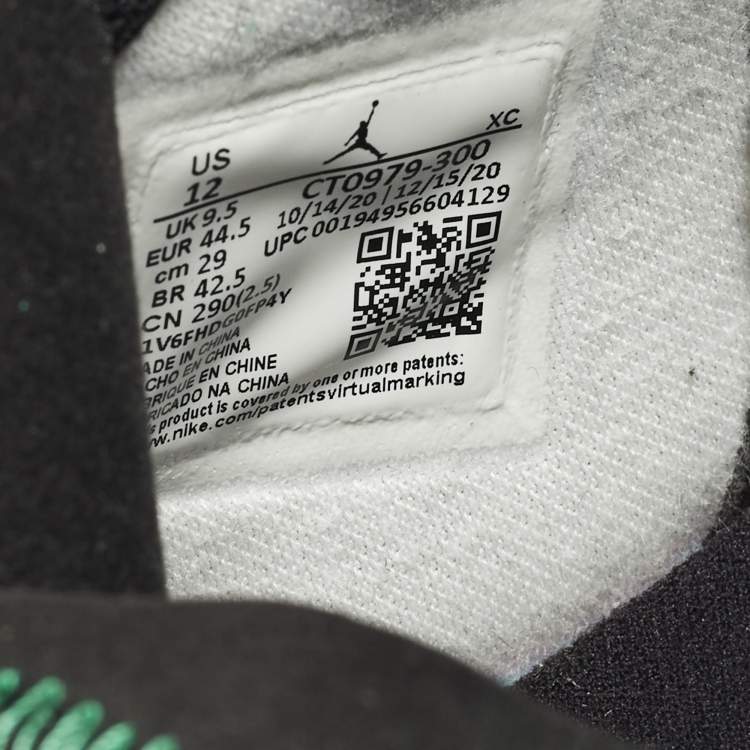 US
12
XC
CT0979-300
UK 9.5
10/14/20 | 12/15/20
EUR 44.5
UPC 00194956604129
cm 29
BR 42.5
CN 290(2.5)
1V6FHDG0FP4Y
ADE IN CHINA
CHO EN CHINA
BRIQUE EN CHINE
RICADO NA CHINA
s product is covered by one or more patents:
w.nike.com/patentsvirtualmarking